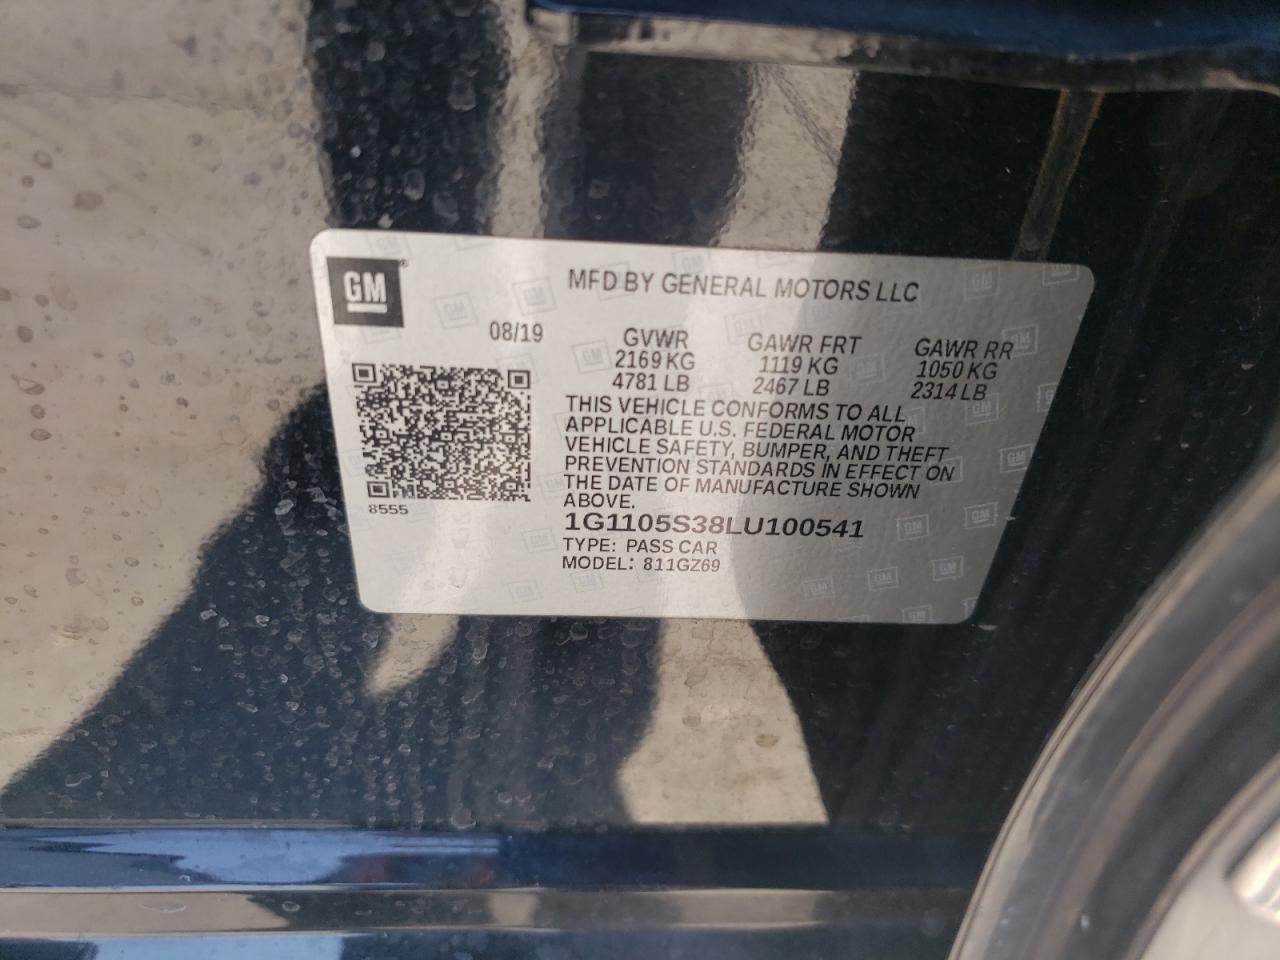 GM
MFD BY GENERAL MOTORS LLC
08/19 GVWR GAWR FRT GAWR RR
2169 KG 1119 KG 1050 KG
4781 LB 2467 LB 2314 LB
THIS VEHICLE CONFORMS TO ALL
APPLICABLE U.S. FEDERAL MOTOR
VEHICLE SAFETY, BUMPER, AND THEFT
PREVENTION STANDARDS IN EFFECT ON
THE DATE OF MANUFACTURE SHOWN
ABOVE.
8555
1G1105S38LU100541
TYPE: PASS CAR
MODEL: 811GZ69